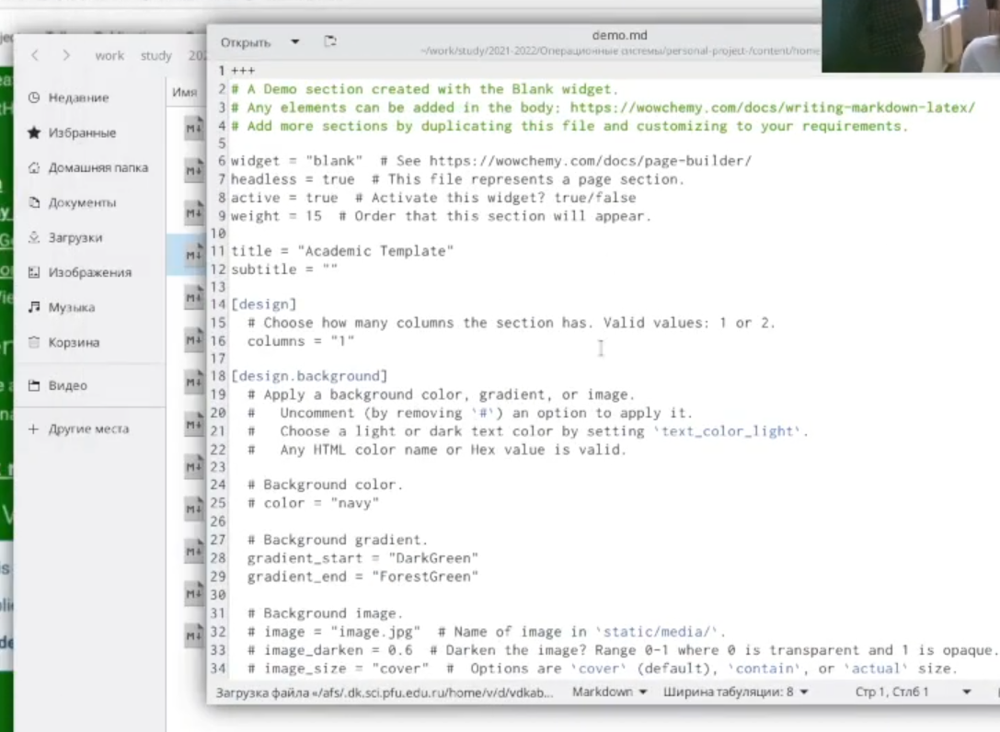 work study 202
Недавние
Избранные
Домашняя папка
Документы
Загрузки
Изображения
Музыка
Корзина
Видео
+ Другие места
Имя
Открыть
demo.md
~/work/study/2021-2022/Операционные системы/personal-project-/content/home
1 +++
2 # A Demo section created with the Blank widget.
3 # Any elements can be added in the body: https://wowchemy.com/docs/writing-markdown-latex/
4 # Add more sections by duplicating this file and customizing to your requirements.
5
6 widget = "blank"  # See https://wowchemy.com/docs/page-builder/
7 headless = true  # This file represents a page section.
8 active = true  # Activate this widget? true/false
9 weight = 15  # Order that this section will appear.
10
11 title = "Academic Template"
12 subtitle = ""
13
14 [design]
15   # Choose how many columns the section has. Valid values: 1 or 2.
16   columns = "1"
17
18 [design.background]
19   # Apply a background color, gradient, or image.
20   #   Uncomment (by removing `#`) an option to apply it.
21   #   Choose a light or dark text color by setting `text_color_light`.
22   #   Any HTML color name or Hex value is valid.
23
24   # Background color.
25   # color = "navy"
26
27   # Background gradient.
28   gradient_start = "DarkGreen"
29   gradient_end = "ForestGreen"
30
31   # Background image.
32   # image = "image.jpg"  # Name of image in `static/media/`.
33   # image_darken = 0.6  # Darken the image? Range 0-1 where 0 is transparent and 1 is opaque.
34   # image_size = "cover"  #  Options are `cover` (default), `contain`, or `actual` size.
Загрузка файла «/afs/.dk.sci.pfu.edu.ru/home/v/d/vdkab... Markdown Ширина табуляции: 8 Стр 1, Стлб 1